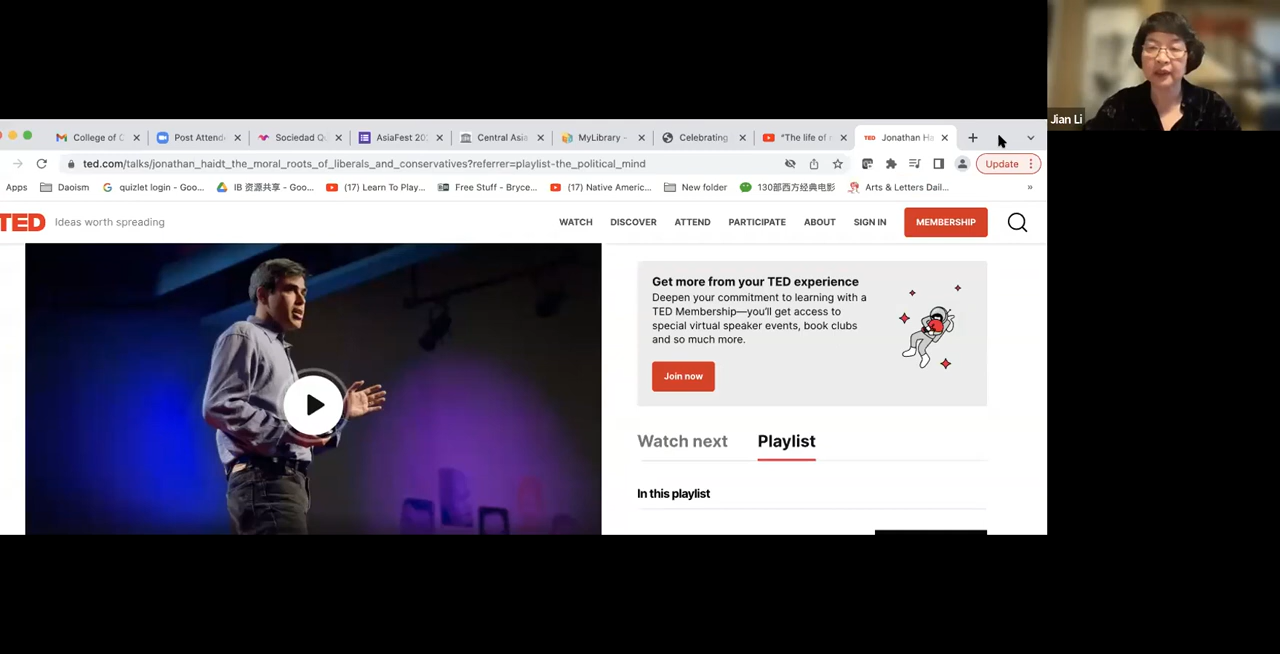 Jian Li
College of C
Post Attend
Sociedad Q
AsiaFest 20
Central Asia
MyLibrary -
Celebrating
"The life of
TED Jonathan Ha
ted.com/talks/jonathan_haidt_the_moral_roots_of_liberals_and_conservatives?referrer=playlist-the_political_mind
Update
Apps Daoism quizlet login - Goo... IB 资源共享 - Goo... (17) Learn To Play... Free Stuff - Bryce... (17) Native Americ... New folder 130部西方经典电影 Arts & Letters Dail... »
TED Ideas worth spreading WATCH DISCOVER ATTEND PARTICIPATE ABOUT SIGN IN MEMBERSHIP
Get more from your TED experience
Deepen your commitment to learning with a
TED Membership—you'll get access to
special virtual speaker events, book clubs
and so much more.
Join now
Watch next Playlist
In this playlist